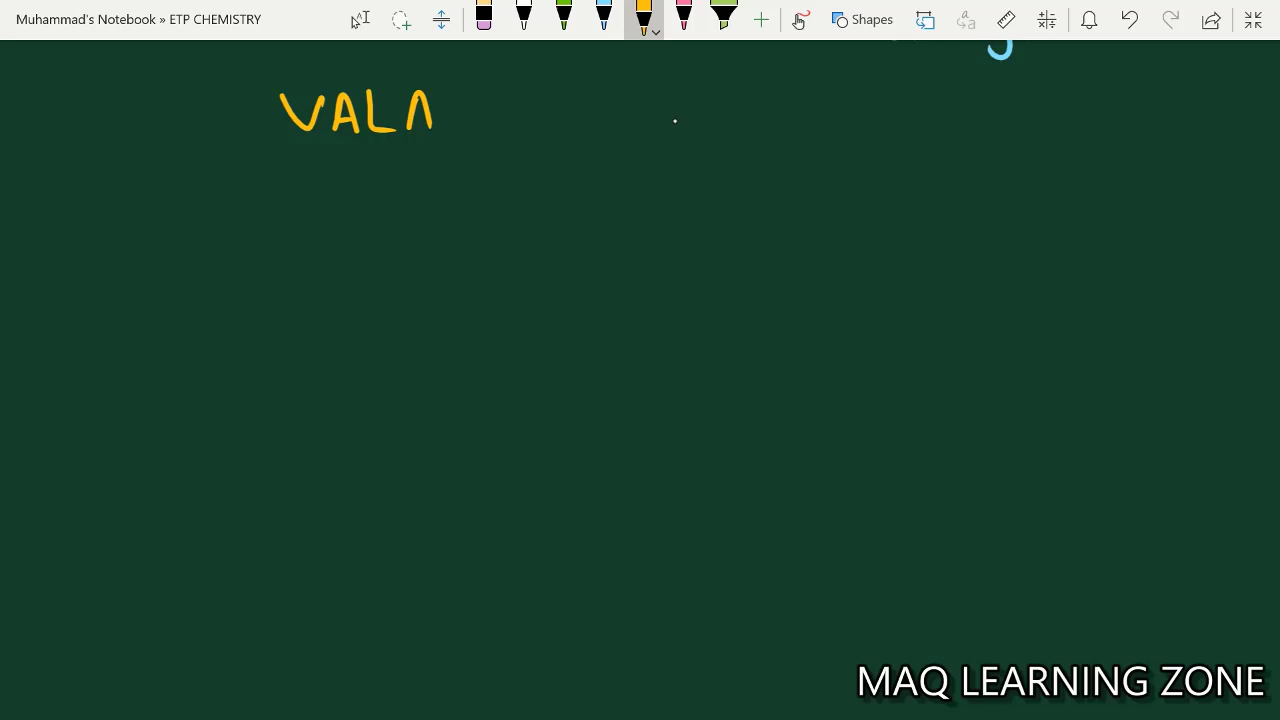 Muhammad's Notebook » ETP CHEMISTRY
Shapes
VALA
MAQ LEARNING ZONE